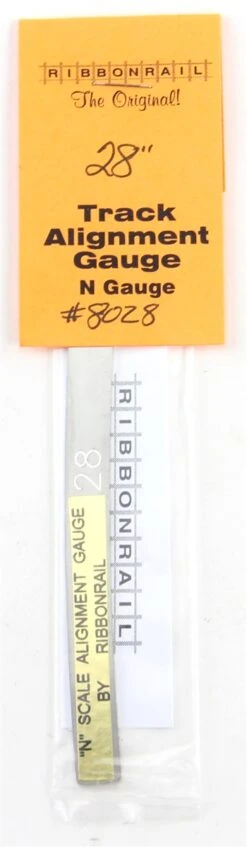 RIBBONRAIL
The Original!
28"
Track
Alignment
Gauge
N Gauge
#8028
28
"N" SCALE ALIGNMENT GAUGE
BY RIBBONRAIL
RIBBONRAIL